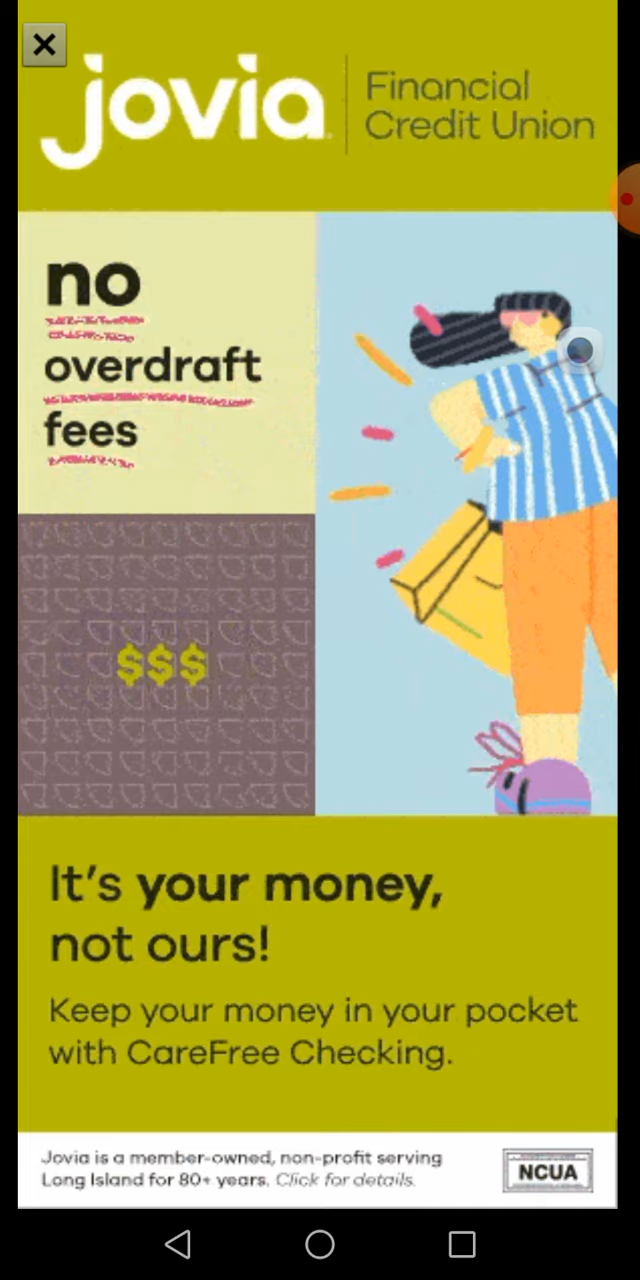 jovia
Financial
Credit Union
no
overdraft
fees
$$$
It's your money,
not ours!
Keep your money in your pocket
with CareFree Checking.
Jovia is a member-owned, non-profit serving
Long Island for 80+ years. Click for details.
NCUA